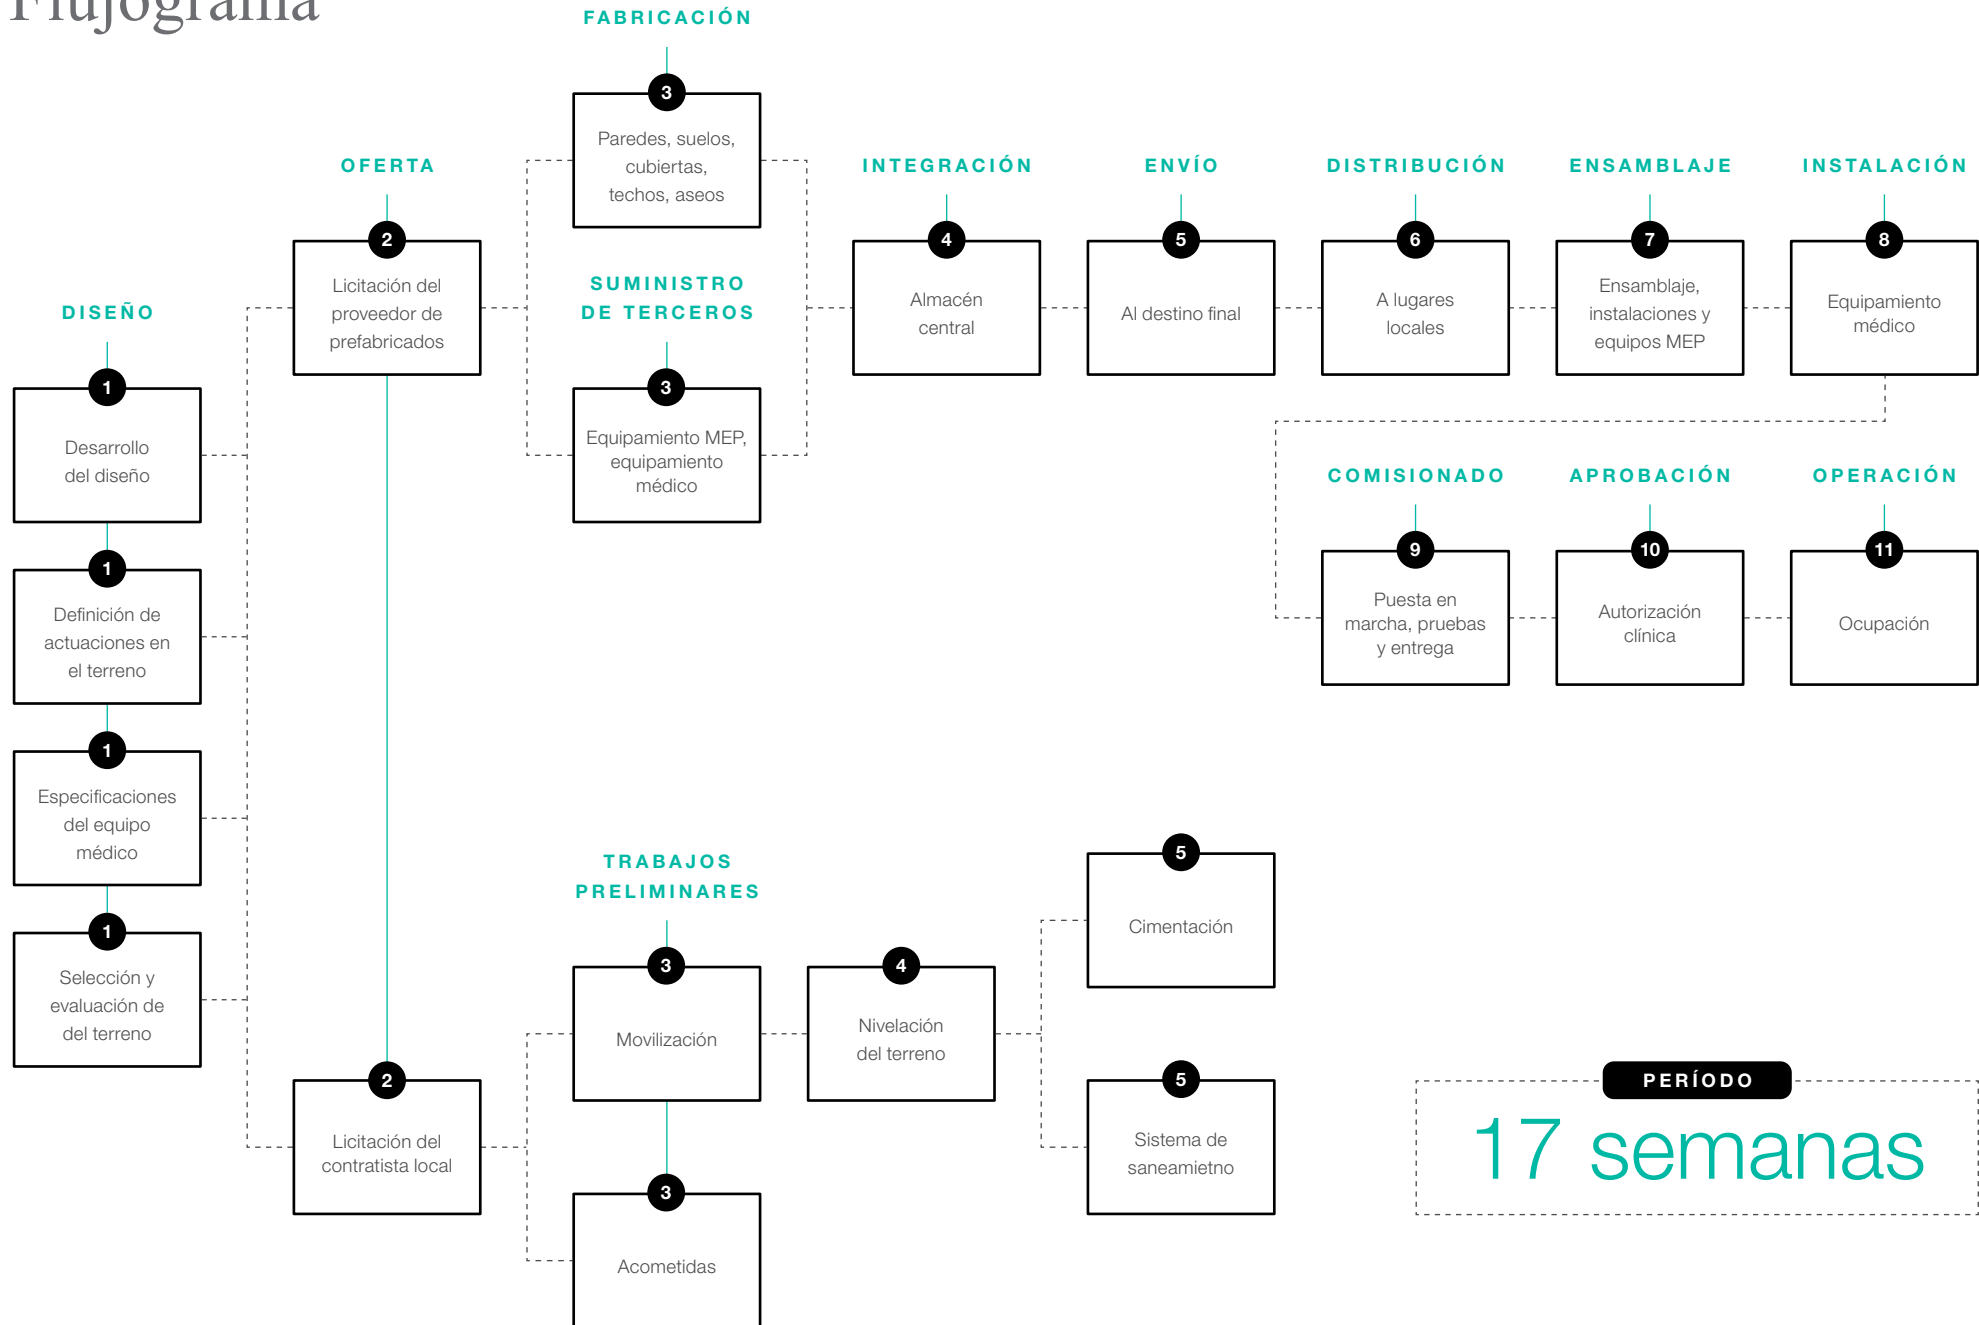 Flujograma
DISEÑO
1
Desarrollo
del diseño
1
Definición de
actuaciones en
el terreno
1
Especificaciones
del equipo
médico
1
Selección y
evaluación de
del terreno
OFERTA
2
Licitación del
proveedor de
prefabricados
2
Licitación del
contratista local
FABRICACIÓN
3
Paredes, suelos,
cubiertas,
techos, aseos
SUMINISTRO
DE TERCEROS
3
Equipamiento MEP,
equipamiento
médico
INTEGRACIÓN
4
Almacén
central
ENVÍO
5
Al destino final
DISTRIBUCIÓN
6
A lugares
locales
ENSAMBLAJE
7
Ensamblaje,
instalaciones y
equipos MEP
INSTALACIÓN
8
Equipamiento
médico
COMISIONADO
9
Puesta en
marcha, pruebas
y entrega
APROBACIÓN
10
Autorización
clínica
OPERACIÓN
11
Ocupación
TRABAJOS
PRELIMINARES
3
Movilización
3
Acometidas
4
Nivelación
del terreno
5
Cimentación
5
Sistema de
saneamietno
PERÍODO
17 semanas